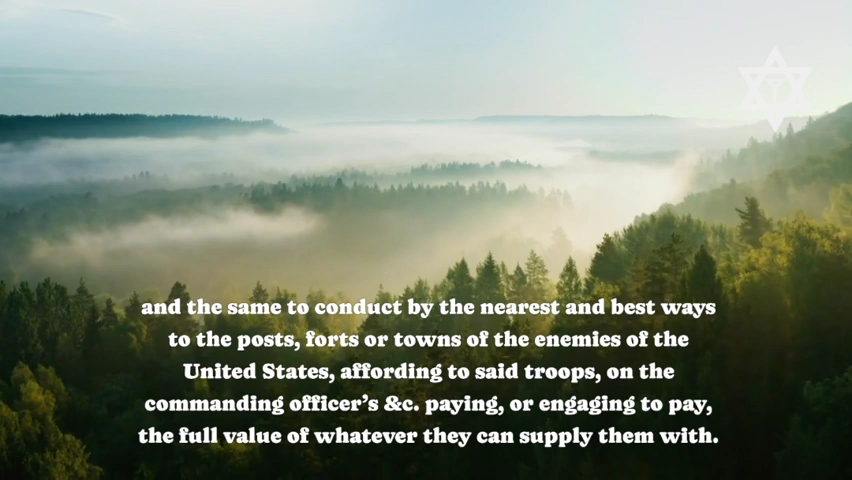 and the same to conduct by the nearest and best ways
to the posts, forts or towns of the enemies of the
United States, affording to said troops, on the
commanding officer’s &c. paying, or engaging to pay,
the full value of whatever they can supply them with.